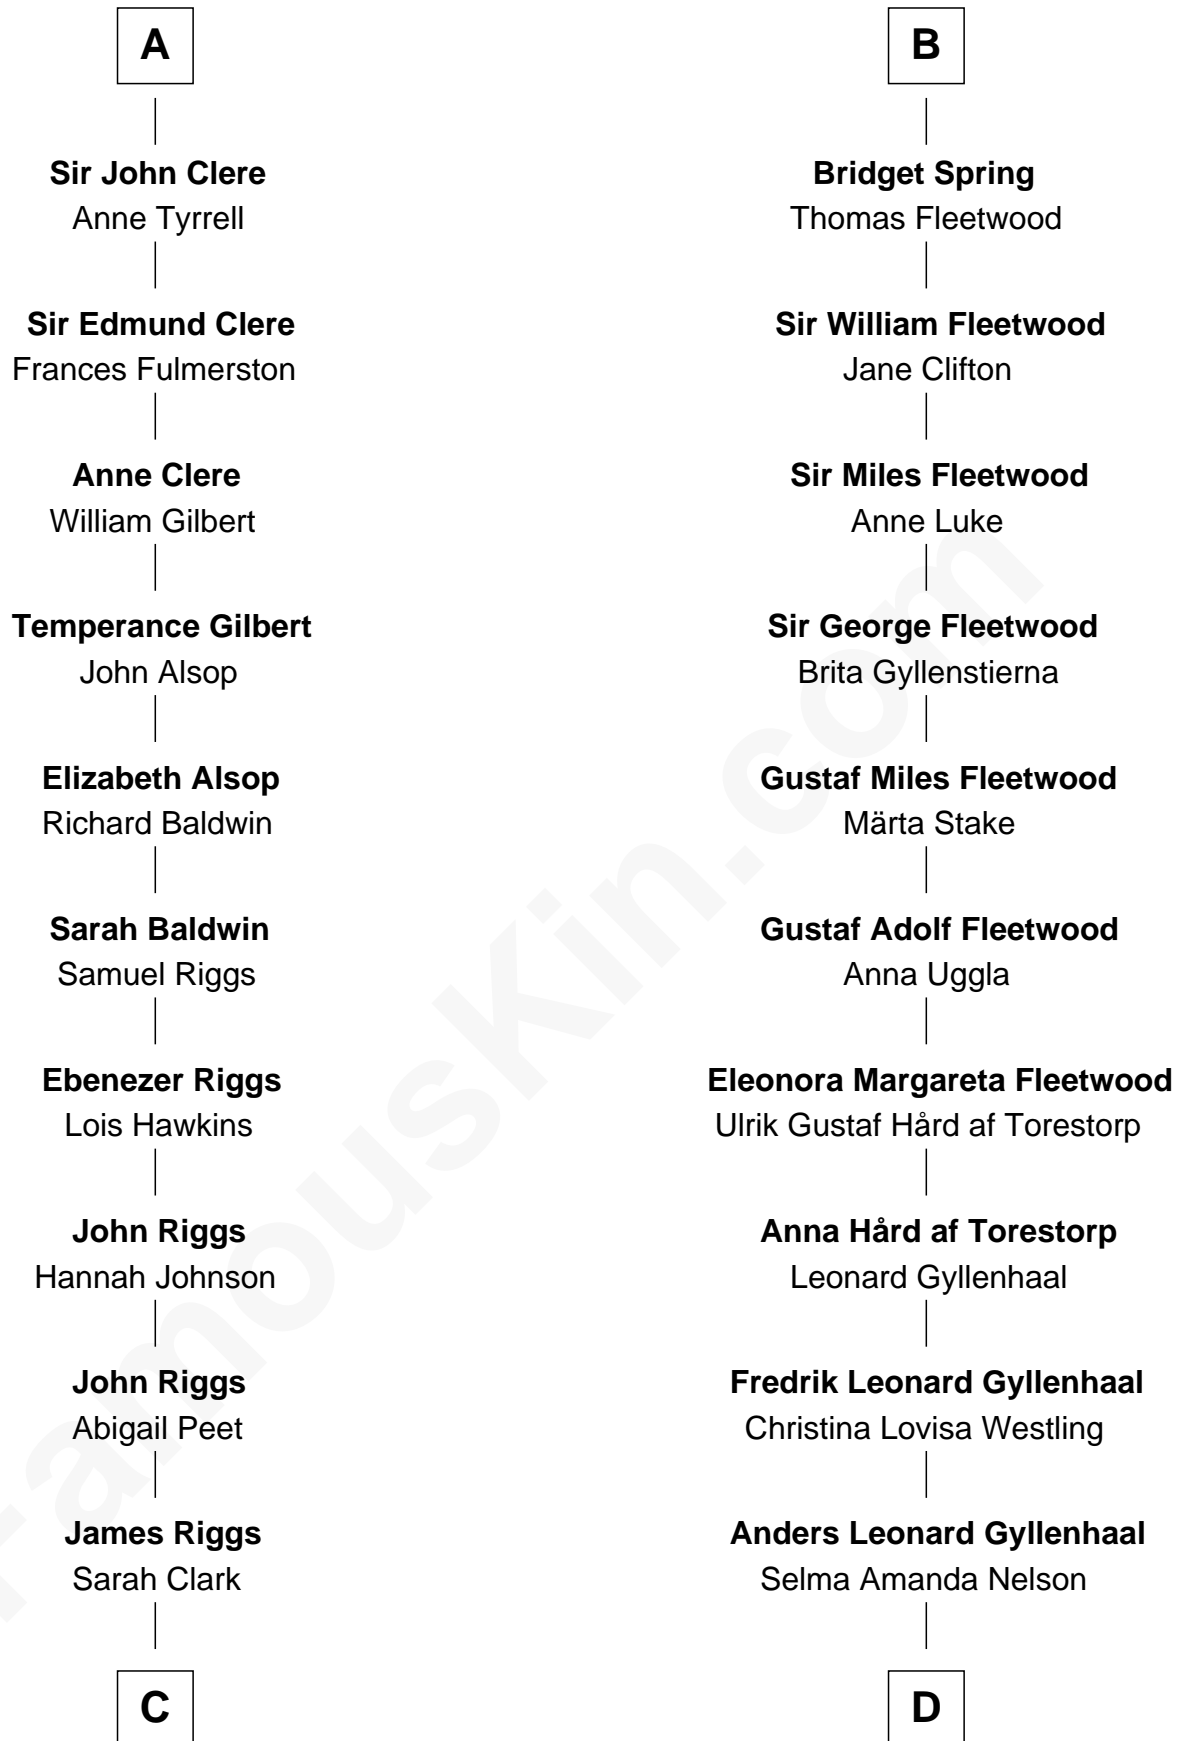 A
Sir John Clere
Anne Tyrrell
Sir Edmund Clere
Frances Fulmerston
Anne Clere
William Gilbert
Temperance Gilbert
John Alsop
Elizabeth Alsop
Richard Baldwin
Sarah Baldwin
Samuel Riggs
Ebenezer Riggs
Lois Hawkins
John Riggs
Hannah Johnson
John Riggs
Abigail Peet
James Riggs
Sarah Clark
C
B
Bridget Spring
Thomas Fleetwood
Sir William Fleetwood
Jane Clifton
Sir Miles Fleetwood
Anne Luke
Sir George Fleetwood
Brita Gyllenstierna
Gustaf Miles Fleetwood
Märta Stake
Gustaf Adolf Fleetwood
Anna Uggla
Eleonora Margareta Fleetwood
Ulrik Gustaf Hård af Torestorp
Anna Hård af Torestorp
Leonard Gyllenhaal
Fredrik Leonard Gyllenhaal
Christina Lovisa Westling
Anders Leonard Gyllenhaal
Selma Amanda Nelson
D
FamousKin.com